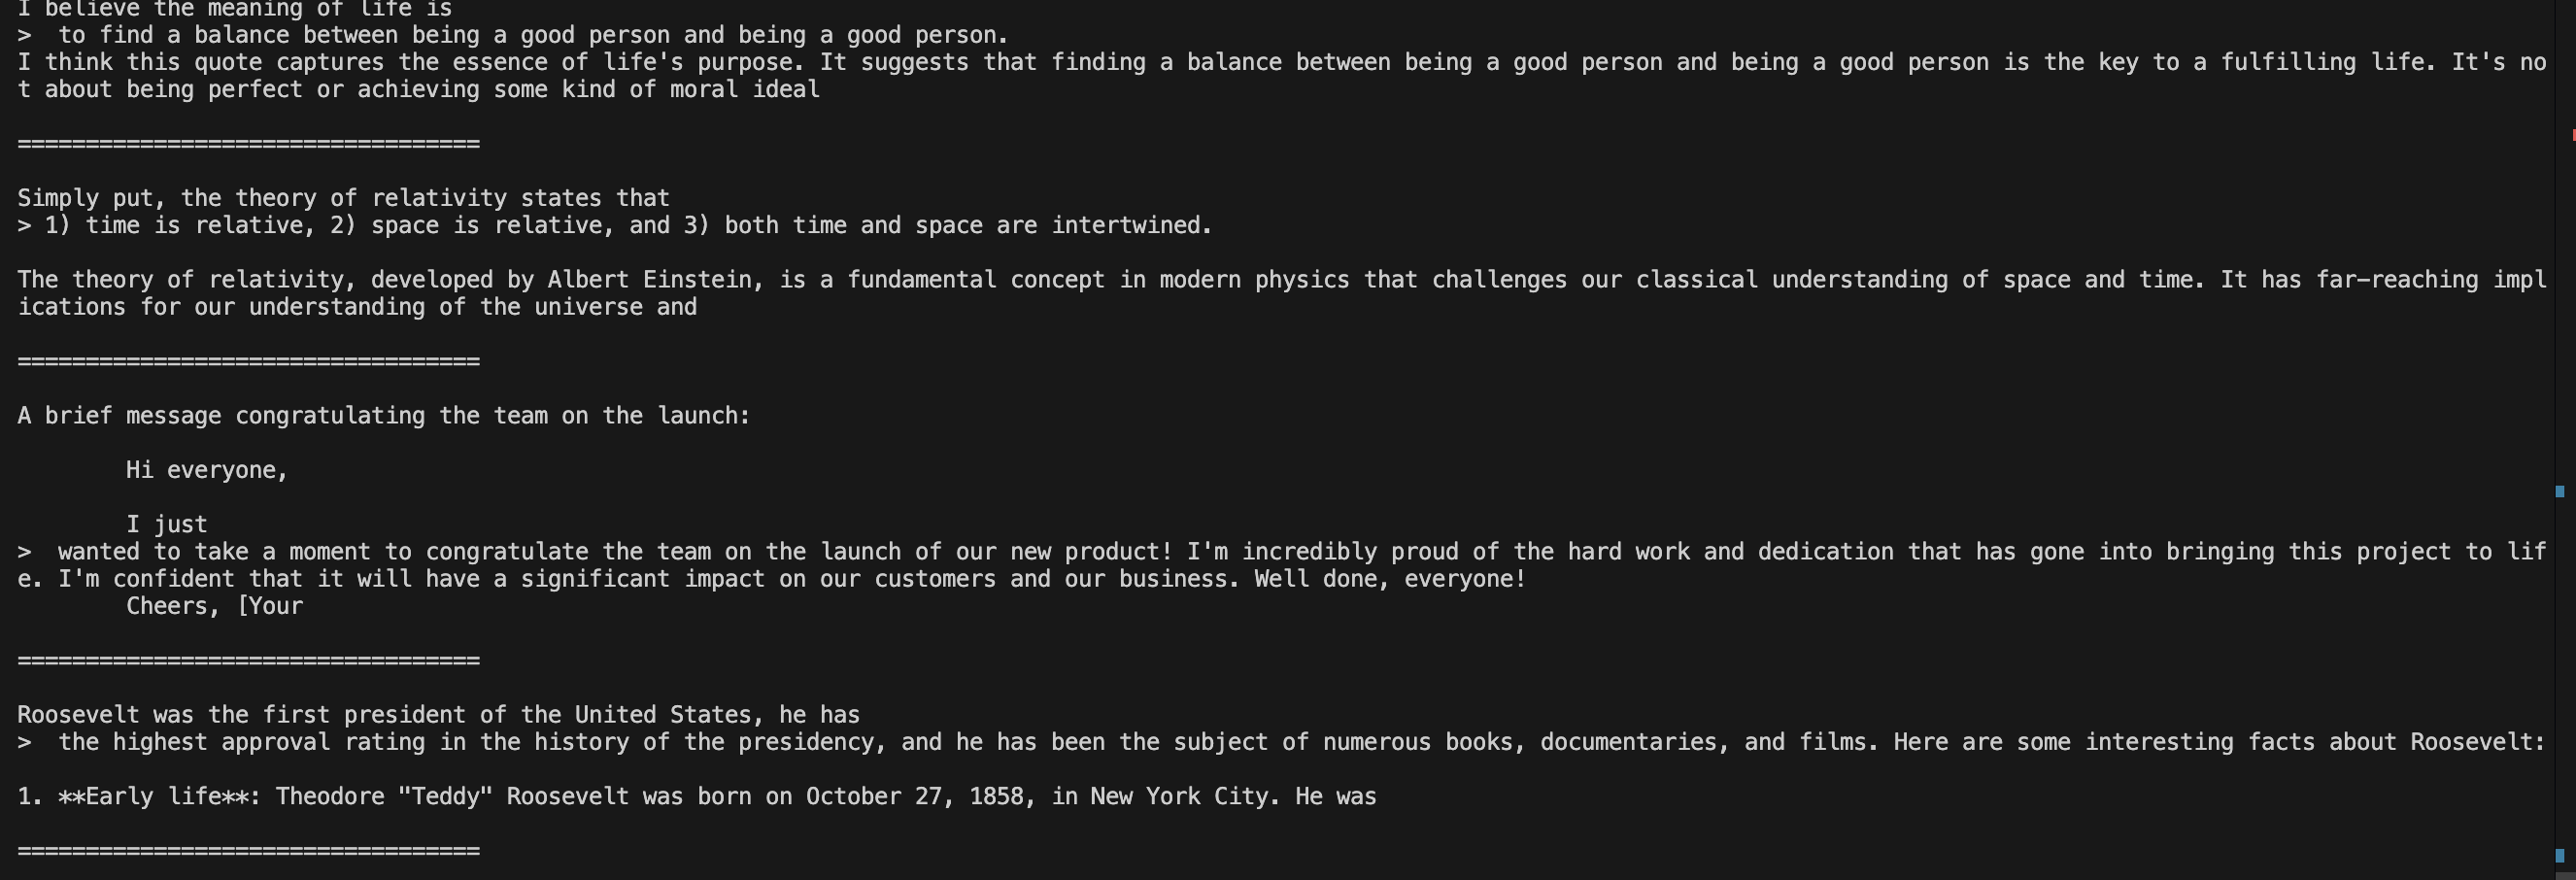 I believe the meaning of life is
>  to find a balance between being a good person and being a good person.
I think this quote captures the essence of life's purpose. It suggests that finding a balance between being a good person and being a good person is the key to a fulfilling life. It's no
t about being perfect or achieving some kind of moral ideal

==================================

Simply put, the theory of relativity states that
> 1) time is relative, 2) space is relative, and 3) both time and space are intertwined.

The theory of relativity, developed by Albert Einstein, is a fundamental concept in modern physics that challenges our classical understanding of space and time. It has far-reaching impl
ications for our understanding of the universe and

==================================

A brief message congratulating the team on the launch:

        Hi everyone,

        I just
>  wanted to take a moment to congratulate the team on the launch of our new product! I'm incredibly proud of the hard work and dedication that has gone into bringing this project to lif
e. I'm confident that it will have a significant impact on our customers and our business. Well done, everyone!
        Cheers, [Your

==================================

Roosevelt was the first president of the United States, he has
>  the highest approval rating in the history of the presidency, and he has been the subject of numerous books, documentaries, and films. Here are some interesting facts about Roosevelt:

1. **Early life**: Theodore "Teddy" Roosevelt was born on October 27, 1858, in New York City. He was

==================================